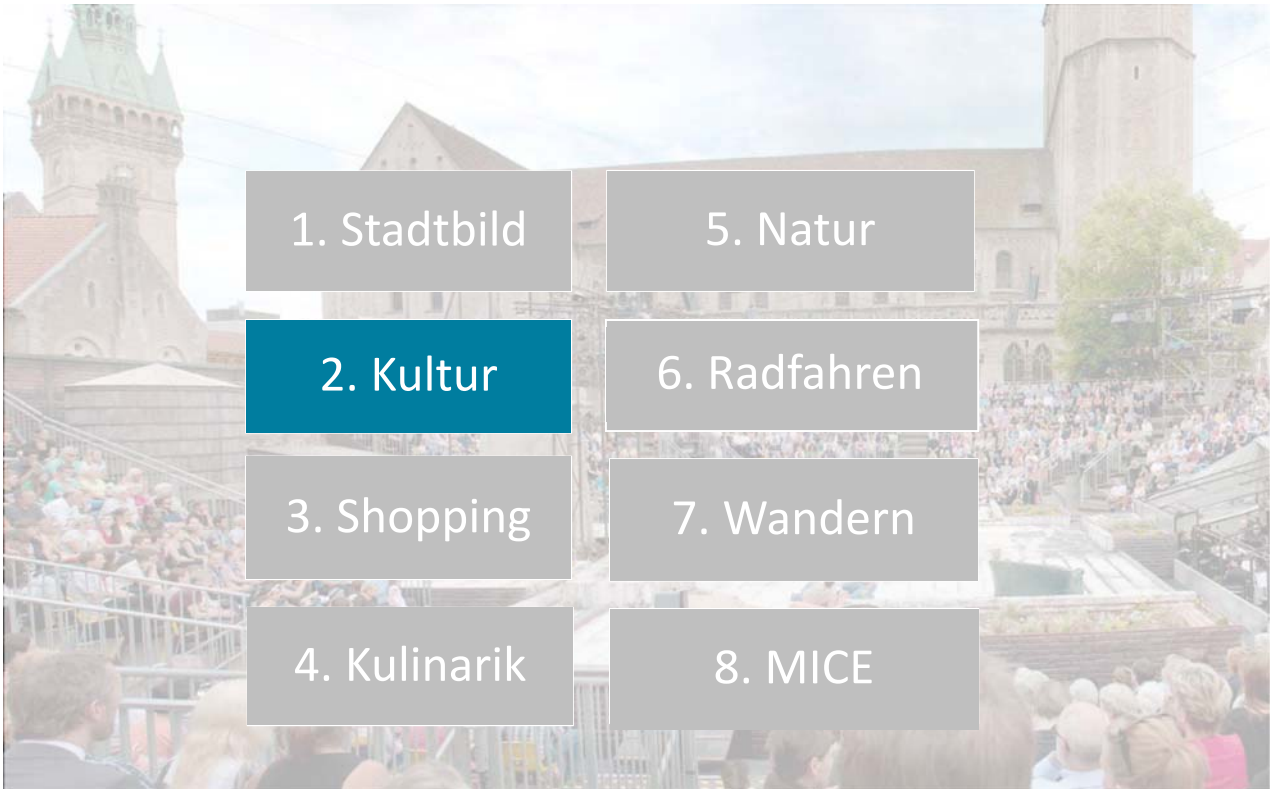 1. Stadtbild
2. Kultur
3. Shopping
4. Kulinarik
5. Natur
6. Radfahren
7. Wandern
8. MICE